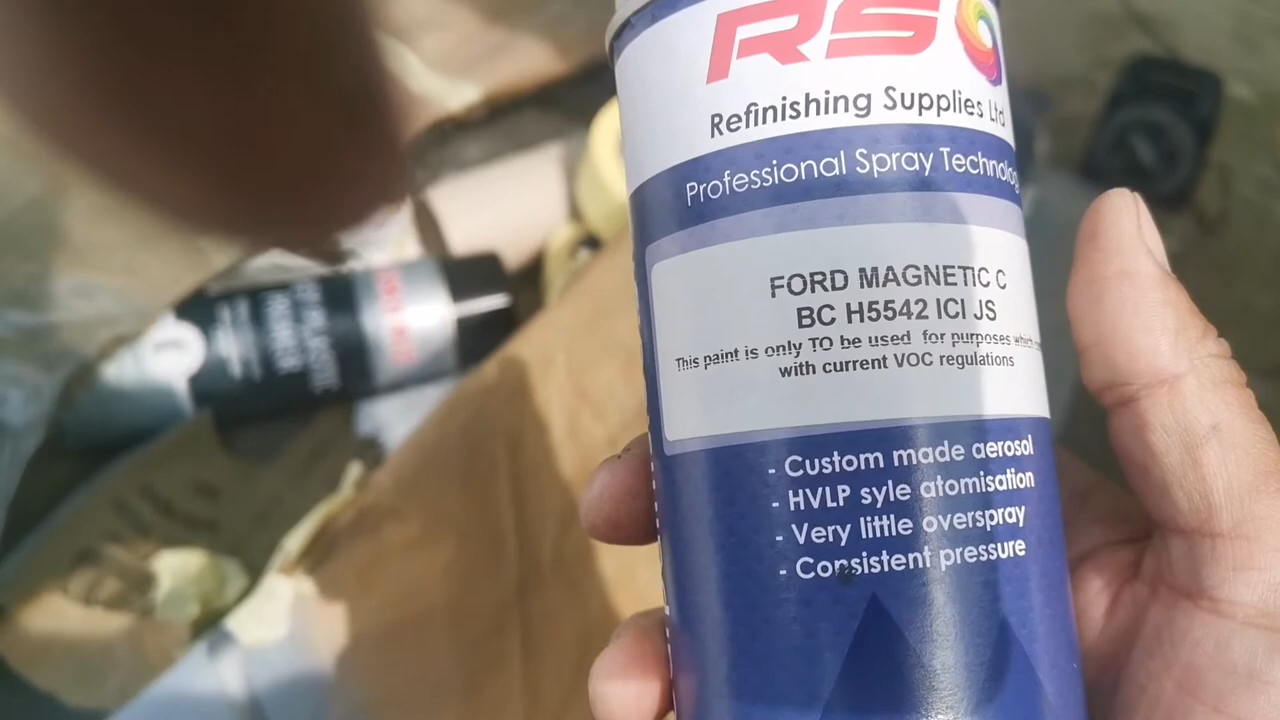 RS
Refinishing Supplies Ltd
Professional Spray Technolog
FORD MAGNETIC C
BC H5542 ICI JS
This paint is only TO be used for purposes which
with current VOC regulations
- Custom made aerosol
- HVLP syle atomisation
- Very little overspray
- Consistent pressure